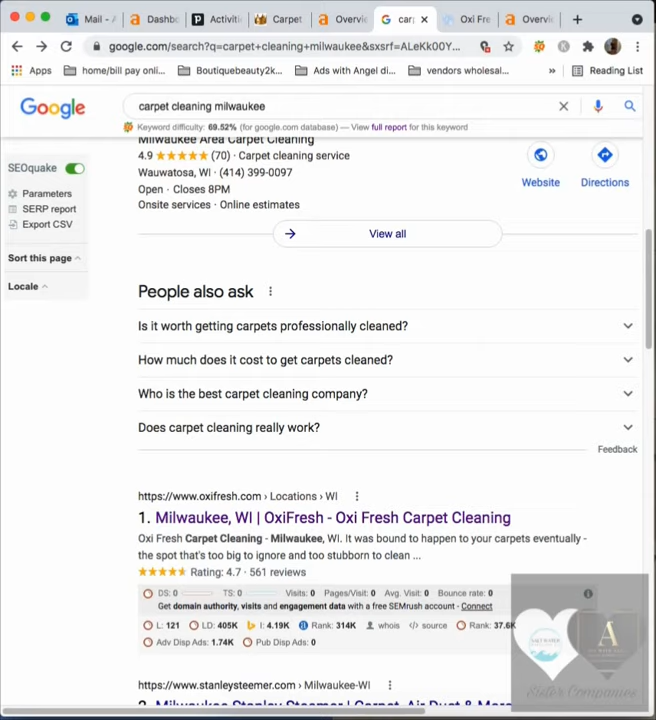 Mail - A
Dashbo
Activiti
Carpet
Overvie
carp
Oxi Fre
Overvie
google.com/search?q=carpet+cleaning+milwaukee&sxsrf=ALeKk00Y...
Apps
home/bill pay onli...
Boutiquebeauty2k...
Ads with Angel di...
vendors wholesal...
»
Reading List
Google
carpet cleaning milwaukee
Keyword difficulty: 69.52% (for google.com database) — View full report for this keyword
SEOquake
Parameters
SERP report
Export CSV
Sort this page
Locale
Milwaukee Area Carpet Cleaning
4.9 ★★★★★ (70) · Carpet cleaning service
Wauwatosa, WI · (414) 399-0097
Open · Closes 8PM
Onsite services · Online estimates
Website
Directions
View all
People also ask
Is it worth getting carpets professionally cleaned?
How much does it cost to get carpets cleaned?
Who is the best carpet cleaning company?
Does carpet cleaning really work?
Feedback
https://www.oxifresh.com › Locations › WI
1. Milwaukee, WI | OxiFresh - Oxi Fresh Carpet Cleaning
Oxi Fresh Carpet Cleaning - Milwaukee, WI. It was bound to happen to your carpets eventually -
the spot that's too big to ignore and too stubborn to clean ...
Rating: 4.7 · 561 reviews
DS: 0 TS: 0 Visits: 0 Pages/Visit: 0 Avg. Visit: 0 Bounce rate: 0
Get domain authority, visits and engagement data with a free SEMrush account - Connect
L: 121 LD: 405K I: 4.19K Rank: 314K whois </> source Rank: 37.6K
Adv Disp Ads: 1.74K Pub Disp Ads: 0
A
Sister Companies
https://www.stanleysteemer.com › Milwaukee-WI
2. Milwaukee Stanley Steemer | Carpet, Air Duct & More